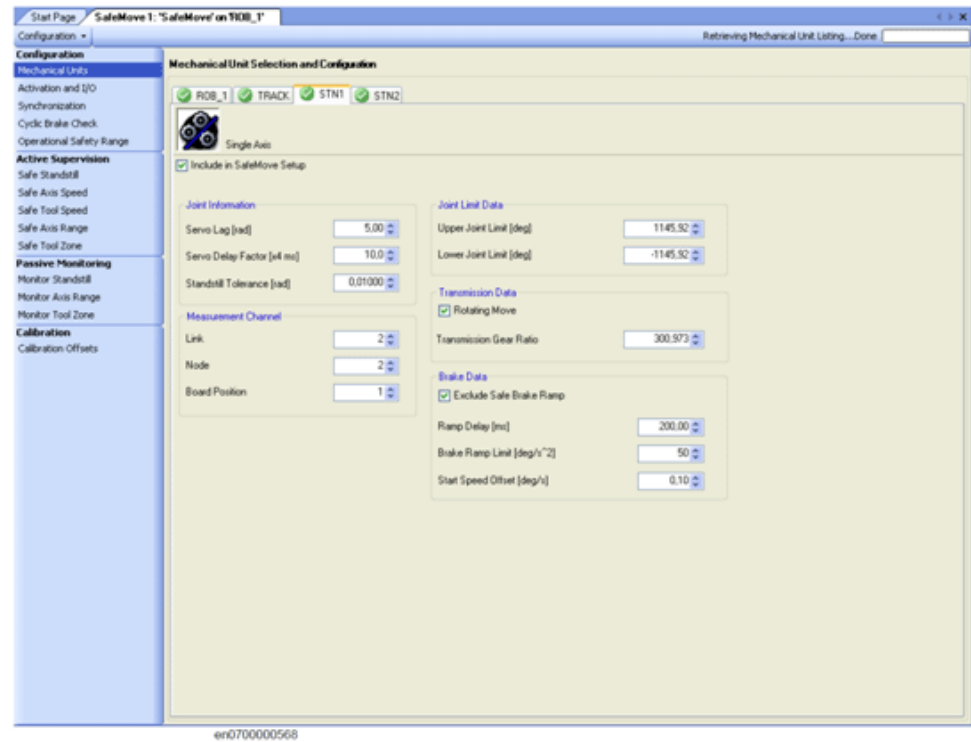 Start Page SafeMove 1: 'SafeMove' on 'ROB_1'
Configuration Retrieving Mechanical Unit Listing...Done
Configuration
Mechanical Units
Activation and I/O
Synchronization
Cyclic Brake Check
Operational Safety Range
Active Supervision
Safe Standstill
Safe Axis Speed
Safe Tool Speed
Safe Axis Range
Safe Tool Zone
Passive Monitoring
Monitor Standstill
Monitor Axis Range
Monitor Tool Zone
Calibration
Calibration Offsets
Mechanical Unit Selection and Configuration
ROB_1 TRACK STN1 STN2
Single Axis
Include in SafeMove Setup
Joint Information
Servo Lag [rad] 5,00
Servo Delay Factor [x4 ms] 10,0
Standstill Tolerance [rad] 0,01000
Measurement Channel
Link 2
Node 2
Board Position 1
Joint Limit Data
Upper Joint Limit [deg] 1145,92
Lower Joint Limit [deg] -1145,92
Transmission Data
Rotating Move
Transmission Gear Ratio 300,973
Brake Data
Exclude Safe Brake Ramp
Ramp Delay [ms] 200,00
Brake Ramp Limit [deg/s^2] 50
Start Speed Offset [deg/s] 0,10
en0700000568